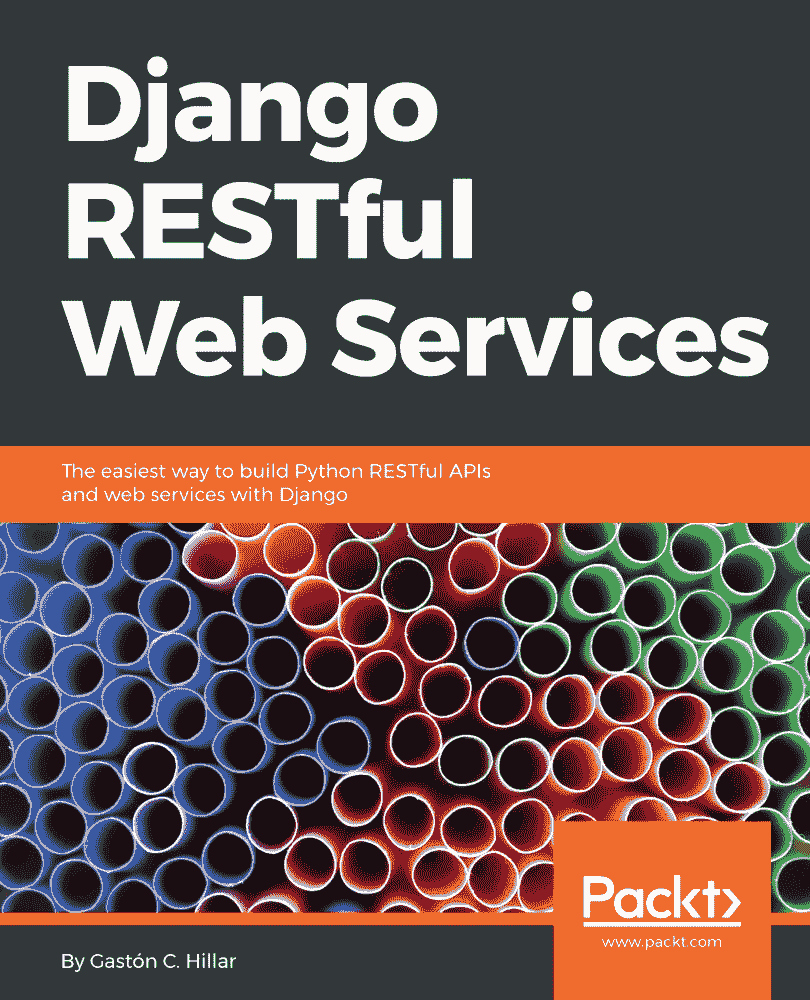 Django
RESTful
Web Services
The easiest way to build Python RESTful APIs
and web services with Django
Packt>
www.packt.com
By Gastón C. Hillar